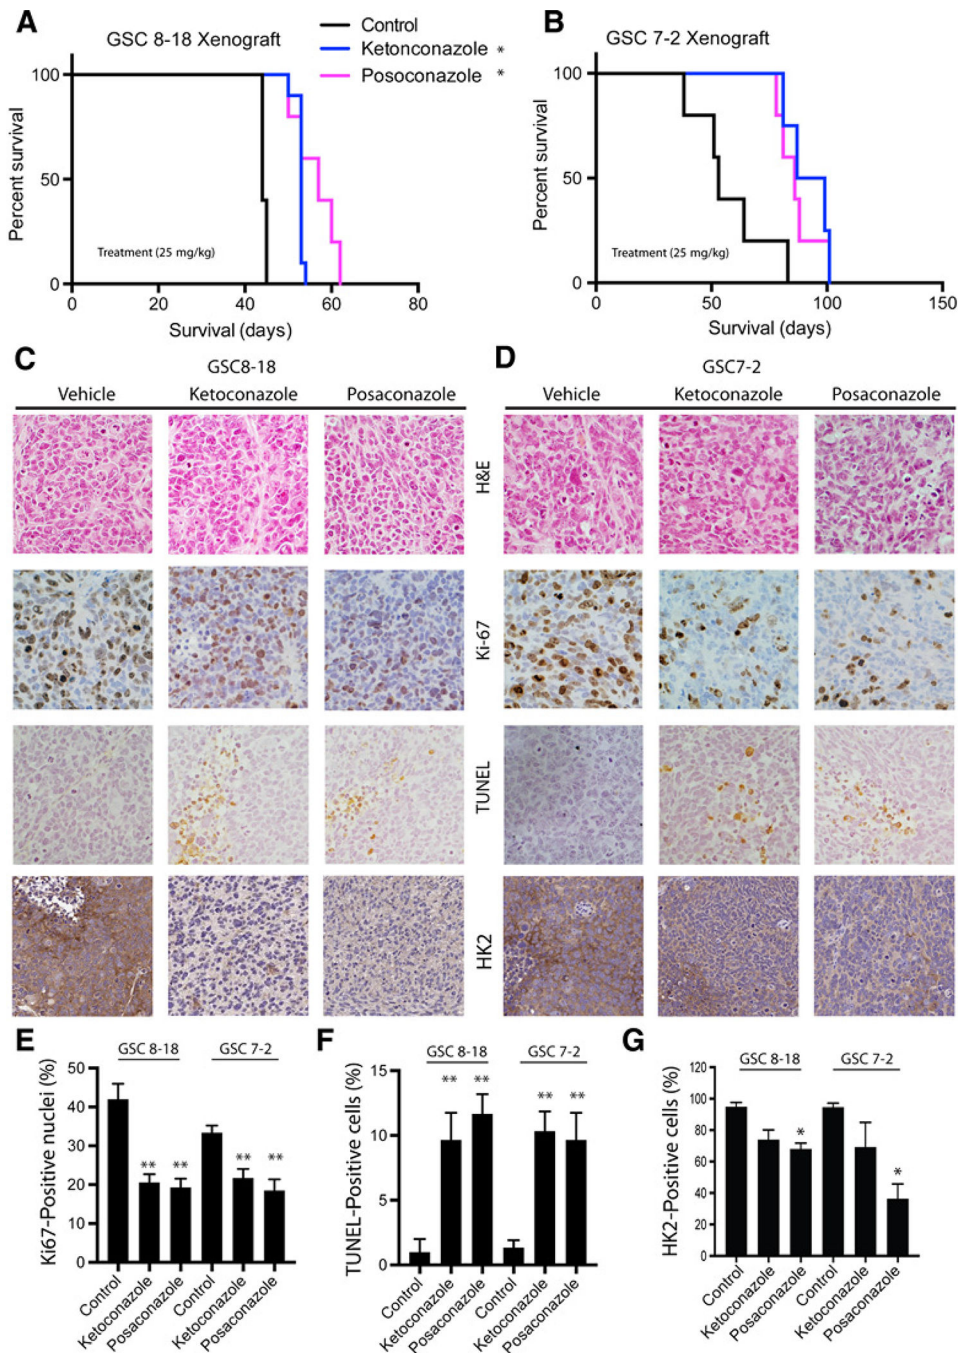 A
GSC 8-18 Xenograft
Control
Ketonconazole *
Posoconazole *
Percent survival
100
50
0
Treatment (25 mg/kg)
0 20 40 60 80
Survival (days)
B
GSC 7-2 Xenograft
Percent survival
100
50
0
Treatment (25 mg/kg)
0 50 100 150
Survival (days)
C
GSC8-18
Vehicle Ketoconazole Posaconazole
D
GSC7-2
Vehicle Ketoconazole Posaconazole
H&E
Ki-67
TUNEL
HK2
E
GSC 8-18 GSC 7-2
Ki67-Positive nuclei (%)
50
40
30
20
10
0
** ** ** **
Control Ketoconazole Posaconazole Control Ketoconazole Posaconazole
F
GSC 8-18 GSC 7-2
TUNEL-Positive cells (%)
15
10
5
0
** ** ** **
Control Ketoconazole Posaconazole Control Ketoconazole Posaconazole
G
GSC 8-18 GSC 7-2
HK2-Positive cells (%)
120
100
80
60
40
20
0
* *
Control Ketoconazole Posaconazole Control Ketoconazole Posaconazole